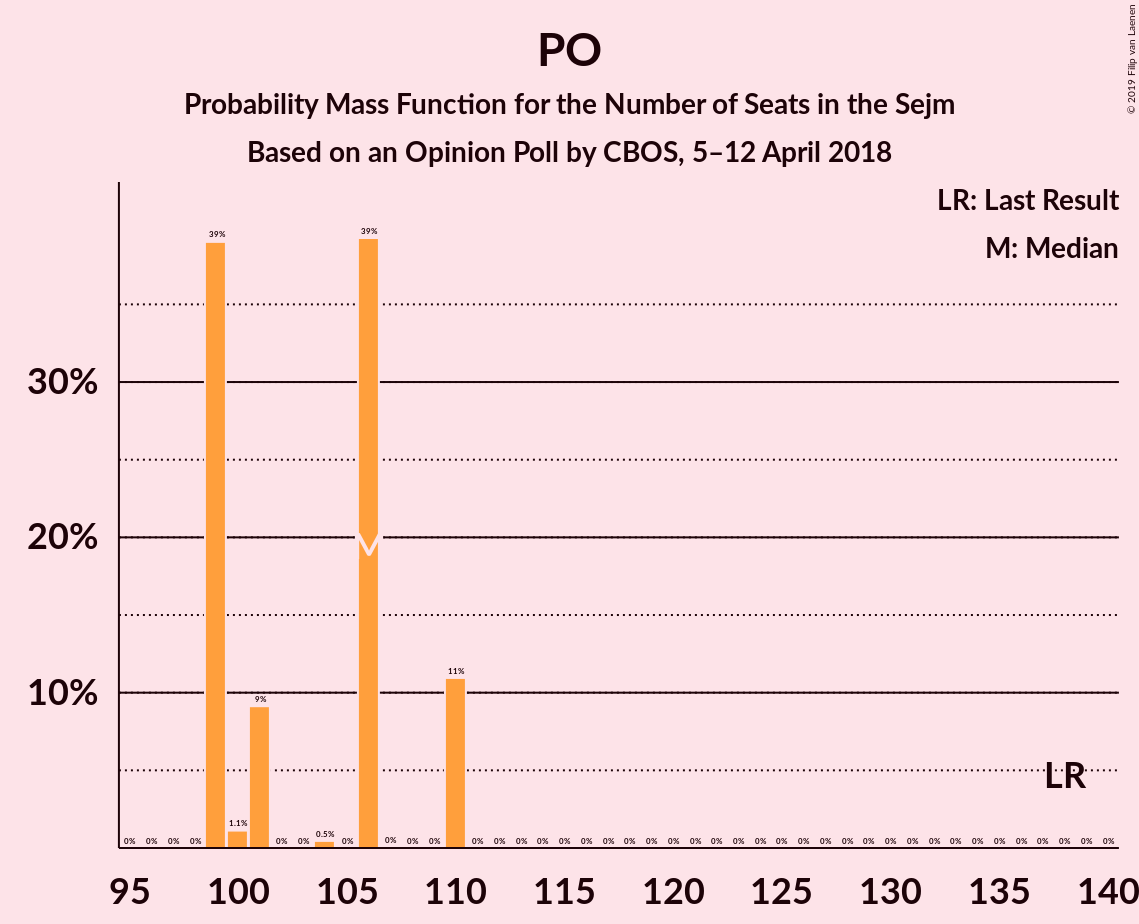 PO
Probability Mass Function for the Number of Seats in the Sejm
Based on an Opinion Poll by CBOS, 5–12 April 2018
© 2019 Filip van Laenen
LR: Last Result
M: Median
39% 39%
30%
20%
M
10%
11%
9%
LR
1.1%
0.5%
0% 0% 0% 0% 0% 0% 0% 0% 0% 0% 0% 0% 0% 0% 0% 0% 0% 0% 0% 0% 0% 0% 0% 0% 0% 0% 0% 0% 0% 0% 0% 0% 0% 0% 0% 0% 0% 0% 0% 0%
95 100 105 110 115 120 125 130 135 140